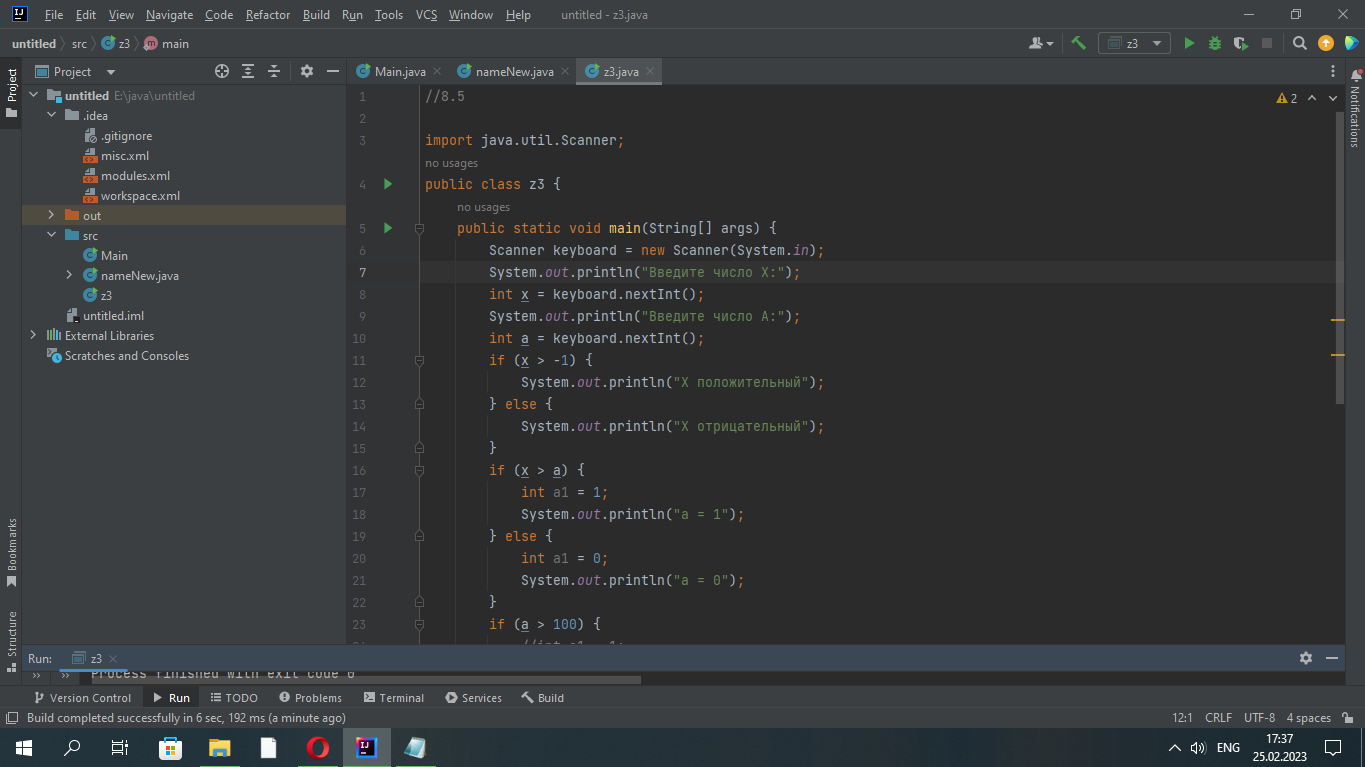 File Edit View Navigate Code Refactor Build Run Tools VCS Window Help untitled - z3.java
untitled src z3 main z3
Project
Project
Main.java nameNew.java z3.java
untitled E:\java\untitled
.idea
.gitignore
misc.xml
modules.xml
workspace.xml
out
src
Main
nameNew.java
z3
untitled.iml
External Libraries
Scratches and Consoles
2
Notifications
1 //8.5
2
3 import java.util.Scanner;
no usages
4 public class z3 {
no usages
5 public static void main(String[] args) {
6 Scanner keyboard = new Scanner(System.in);
7 System.out.println("Введите число X:");
8 int x = keyboard.nextInt();
9 System.out.println("Введите число A:");
10 int a = keyboard.nextInt();
11 if (x > -1) {
12 System.out.println("X положительный");
13 } else {
14 System.out.println("X отрицательный");
15 }
16 if (x > a) {
17 int a1 = 1;
18 System.out.println("a = 1");
19 } else {
20 int a1 = 0;
21 System.out.println("a = 0");
22 }
23 if (a > 100) {
Bookmarks
Structure
Run: z3
Process finished with exit code 0
Version Control Run TODO Problems Terminal Services Build
Build completed successfully in 6 sec, 192 ms (a minute ago) 12:1 CRLF UTF-8 4 spaces
ENG 17:37
25.02.2023